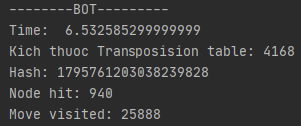 --------BOT---------
Time:  6.532585299999999
Kich thuoc Transposision table: 4168
Hash: 1795761203038239828
Node hit: 940
Move visited: 25888